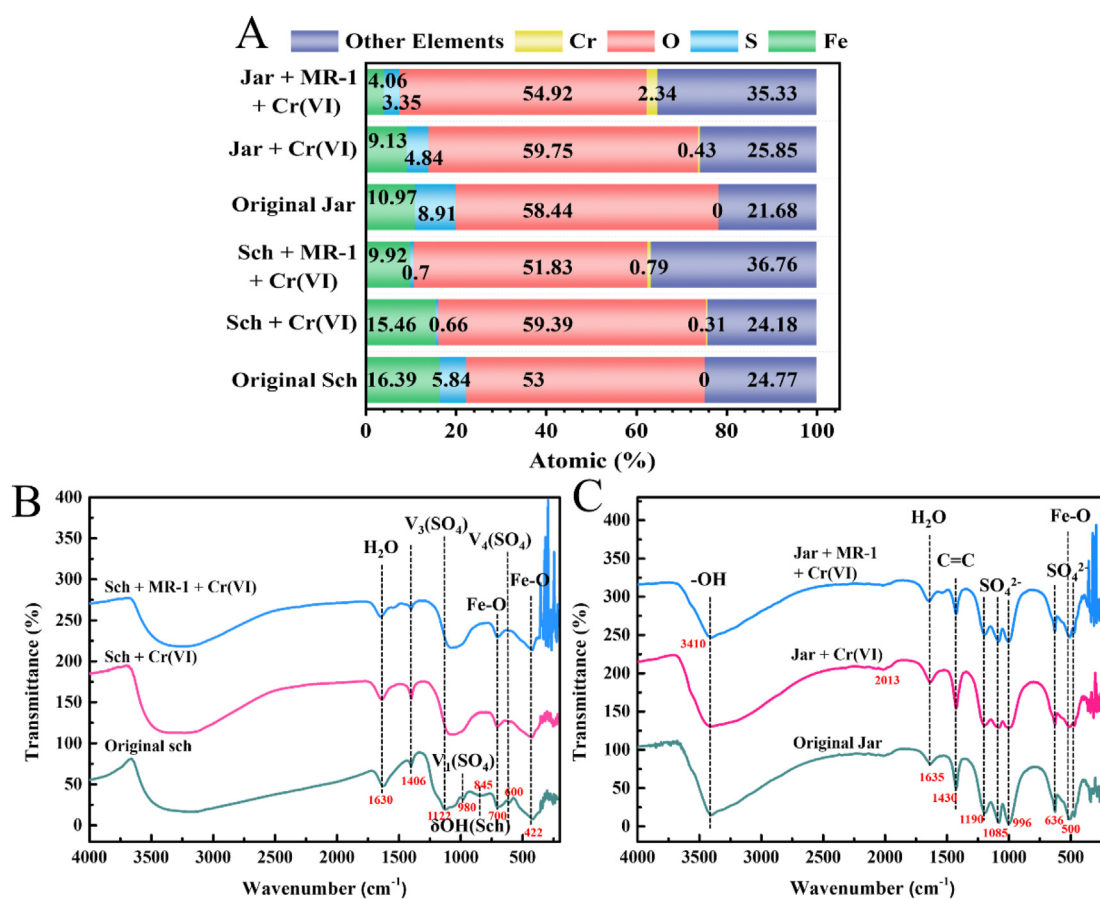 A
Other Elements Cr O S Fe
Jar + MR-1
+ Cr(VI)
4.06
3.35
54.92
2.34
35.33
Jar + Cr(VI)
9.13
4.84
59.75
0.43
25.85
Original Jar
10.97
8.91
58.44
0
21.68
Sch + MR-1
+ Cr(VI)
9.92
0.7
51.83
0.79
36.76
Sch + Cr(VI)
15.46
0.66
59.39
0.31
24.18
Original Sch
16.39
5.84
53
0
24.77
0 20 40 60 80 100
Atomic (%)
B
Transmittance (%)
400
350
300
250
200
150
100
50
0
V₃(SO₄)
V₄(SO₄)
H₂O
Fe-O
Fe-O
Sch + MR-1 + Cr(VI)
Sch + Cr(VI)
Original sch
V₁(SO₄)
1630
1406
1122
980
845
700
600
422
δOH(Sch)
4000 3500 3000 2500 2000 1500 1000 500
Wavenumber (cm⁻¹)
C
Transmittance (%)
400
350
300
250
200
150
100
50
0
Fe-O
H₂O
Jar + MR-1
+ Cr(VI)
C=C
SO₄²⁻
SO₄²⁻
-OH
3410
Jar + Cr(VI)
2013
Original Jar
1635
1430
1190
1085
996
636
500
4000 3500 3000 2500 2000 1500 1000 500
Wavenumber (cm⁻¹)